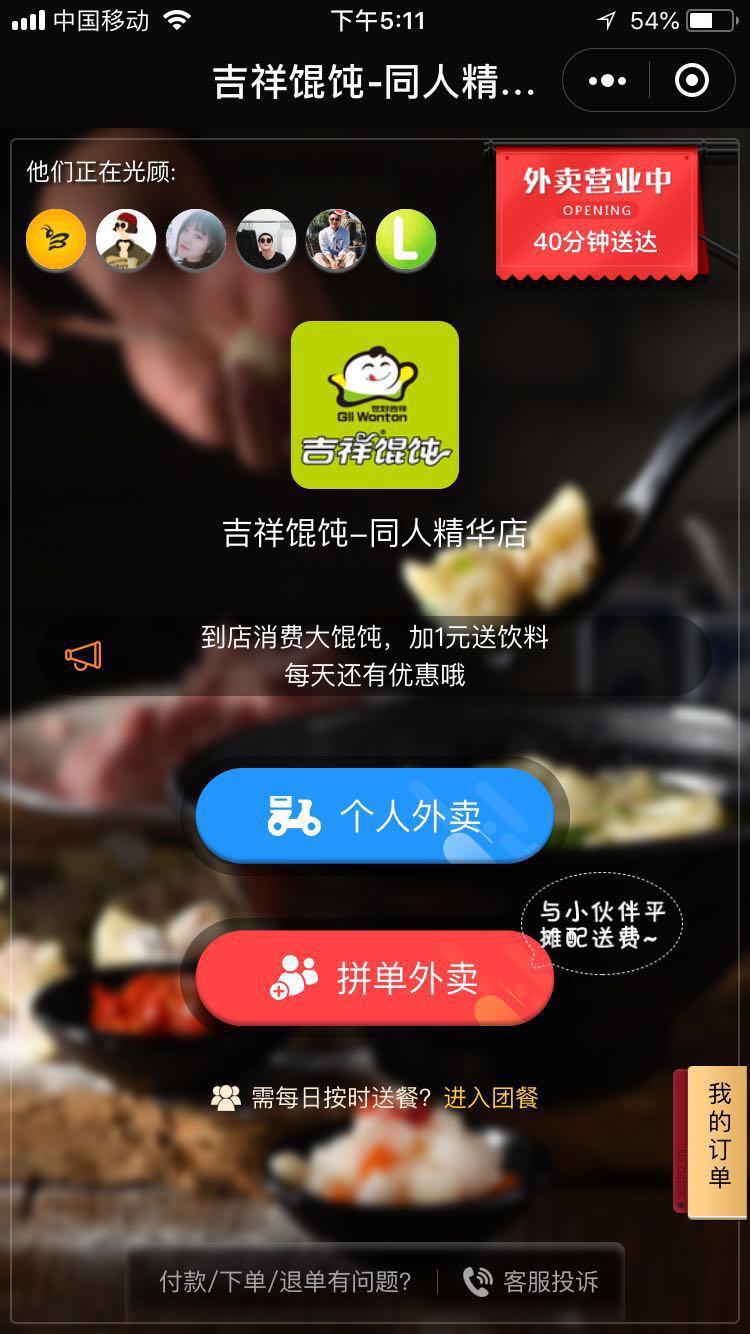 中国移动
下午5:11
54%
吉祥馄饨-同人精...
他们正在光顾:
外卖营业中
OPENING
40分钟送达
B
L
世好吉祥
Gll Wonton
吉祥馄饨
吉祥馄饨-同人精华店
到店消费大馄饨，加1元送饮料
每天还有优惠哦
个人外卖
与小伙伴平
摊配送费~
拼单外卖
需每日按时送餐？进入团餐
我的订单
MY ORDER
付款/下单/退单有问题？
客服投诉